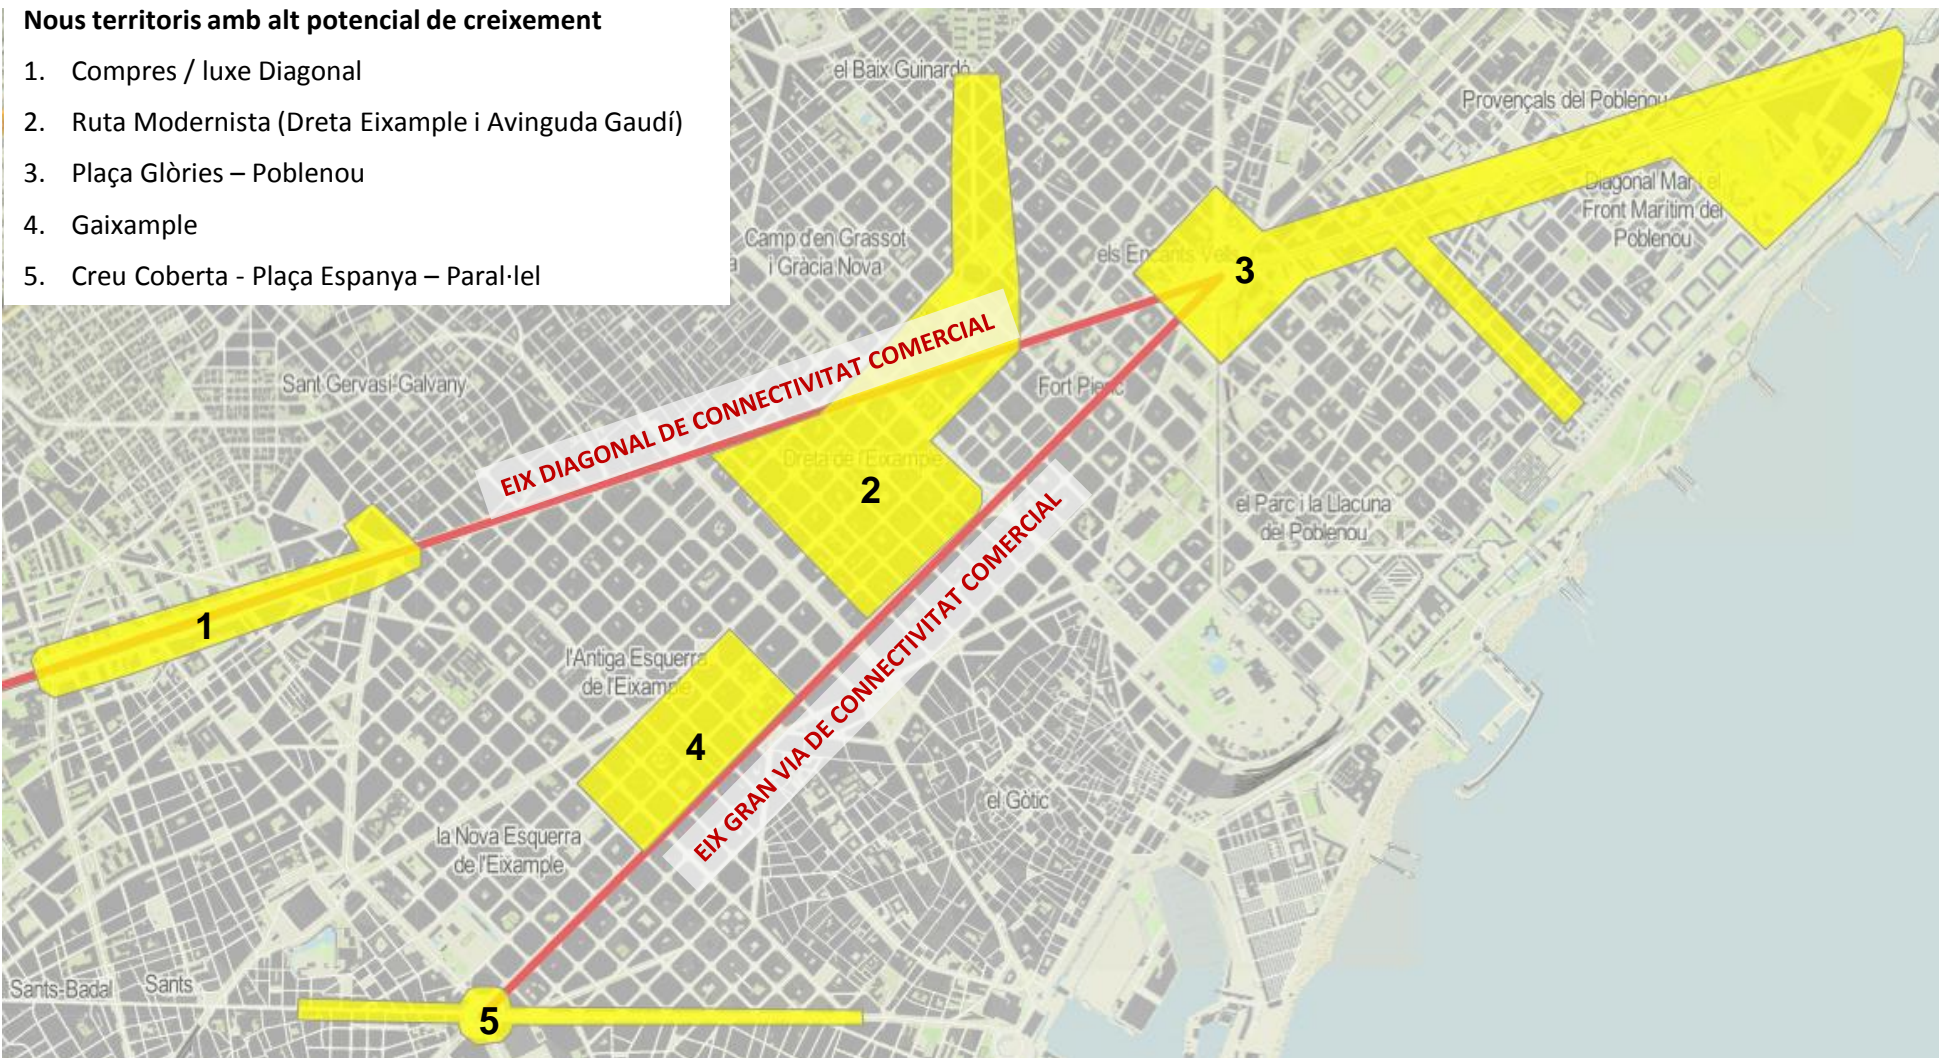 Nous territoris amb alt potencial de creixement
1. Compres / luxe Diagonal
2. Ruta Modernista (Dreta Eixample i Avinguda Gaudí)
3. Plaça Glòries – Poblenou
4. Gaixample
5. Creu Coberta - Plaça Espanya – Paral·lel
el Baix Guinardó
Provençals del Poblenou
Diagonal Mar i el
Front Marítim del
Poblenou
Camp d'en Grassot
i Gràcia Nova
els Encants Vells
3
EIX DIAGONAL DE CONNECTIVITAT COMERCIAL
Sant Gervasi-Galvany
Fort Pienc
Dreta de l'Eixample
2
el Parc i la Llacuna
del Poblenou
EIX GRAN VIA DE CONNECTIVITAT COMERCIAL
1
l'Antiga Esquerra
de l'Eixample
4
el Gòtic
la Nova Esquerra
de l'Eixample
Sants-Badal
Sants
5